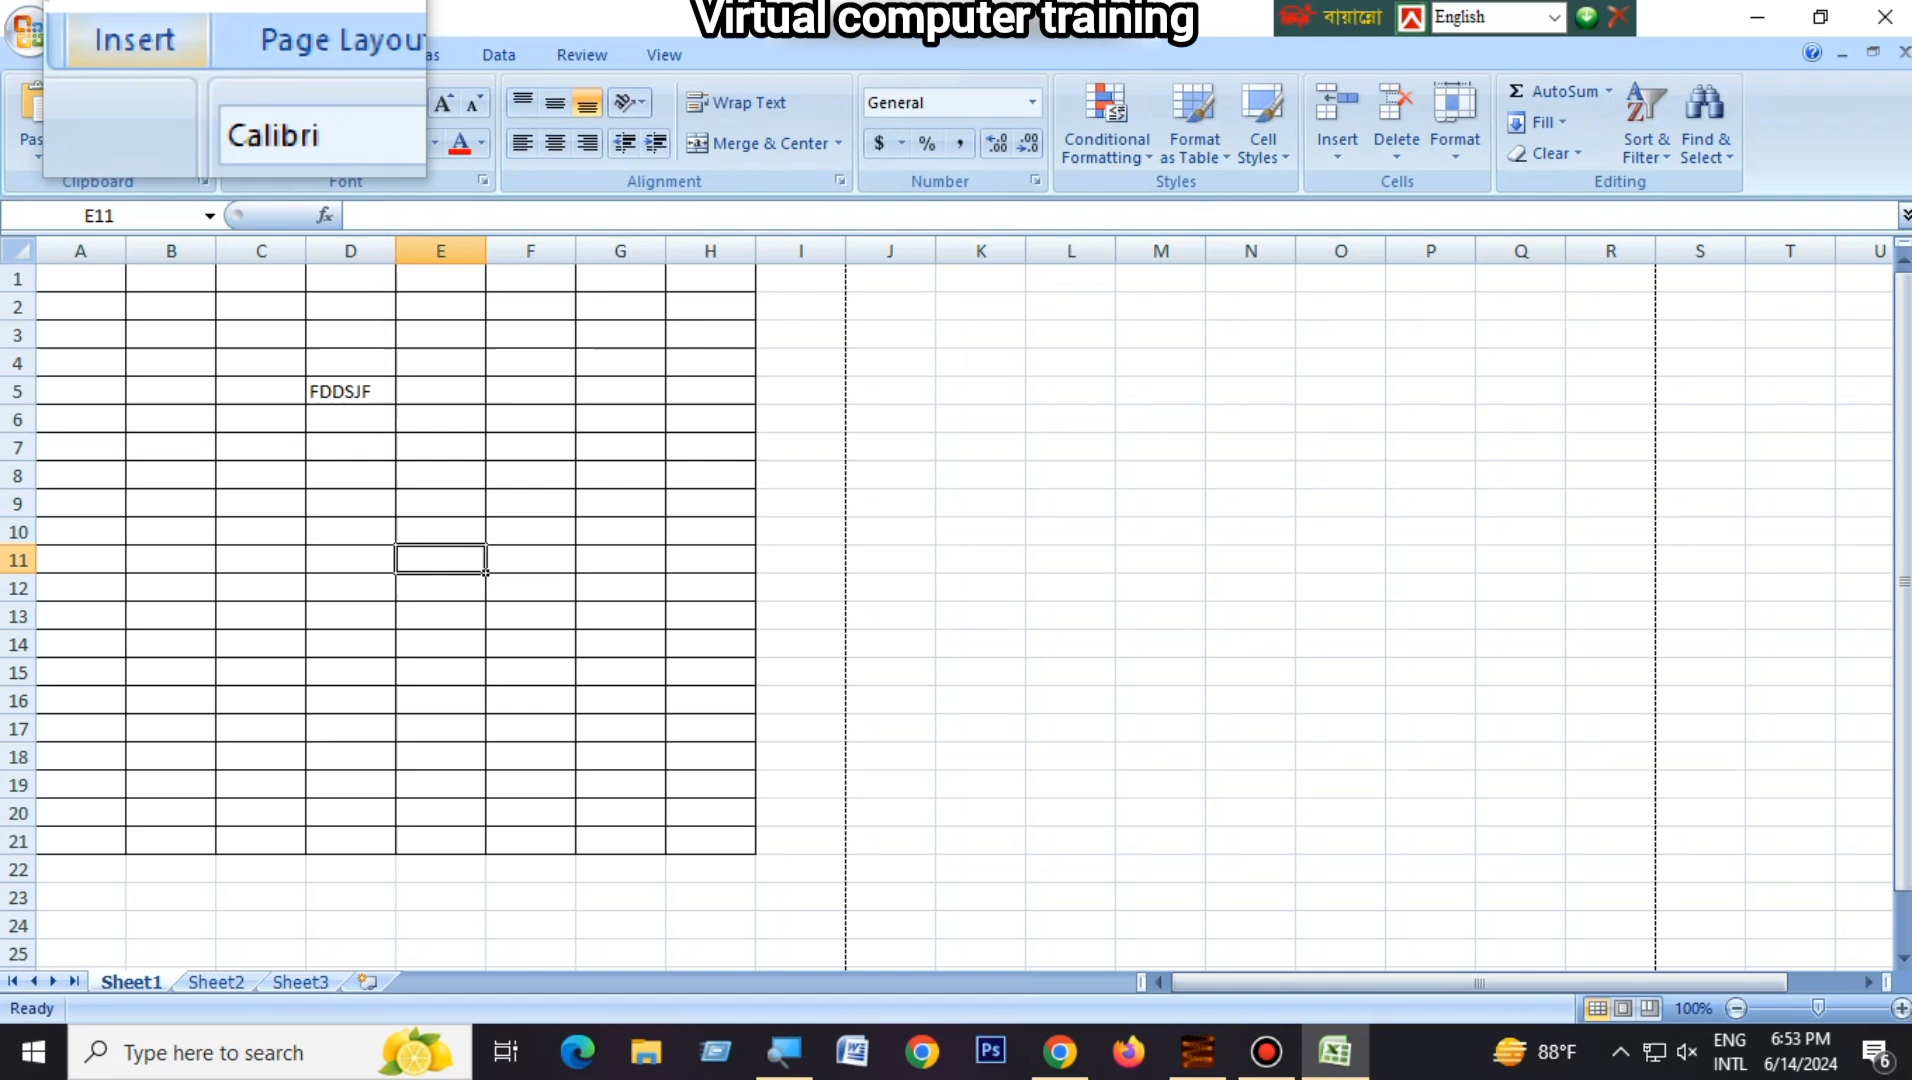 Virtual computer training
বায়ান্নো English
Insert Page Layou as Data Review View
Calibri
Pas
Wrap Text
Merge & Center
General
$ % ,
Conditional Formatting
Format as Table
Cell Styles
Insert
Delete
Format
AutoSum
Fill
Clear
Sort & Filter
Find & Select
Clipboard Font Alignment Number Styles Cells Editing
E11 fx
A B C D E F G H I J K L M N O P Q R S T U
1
2
3
4
5 FDDSJF
6
7
8
9
10
11
12
13
14
15
16
17
18
19
20
21
22
23
24
25
Sheet1 Sheet2 Sheet3
Ready 100%
Type here to search
Ps
88°F
ENG
INTL
6:53 PM
6/14/2024
6